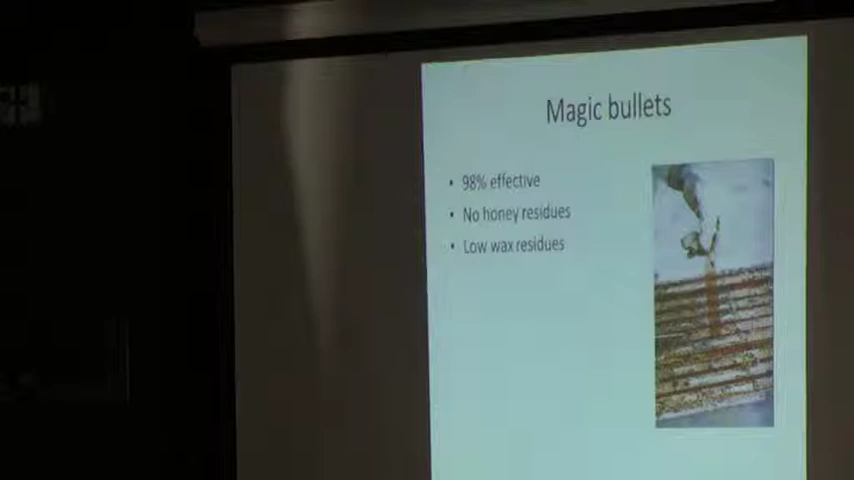 Magic bullets
• 98% effective
• No honey residues
• Low wax residues